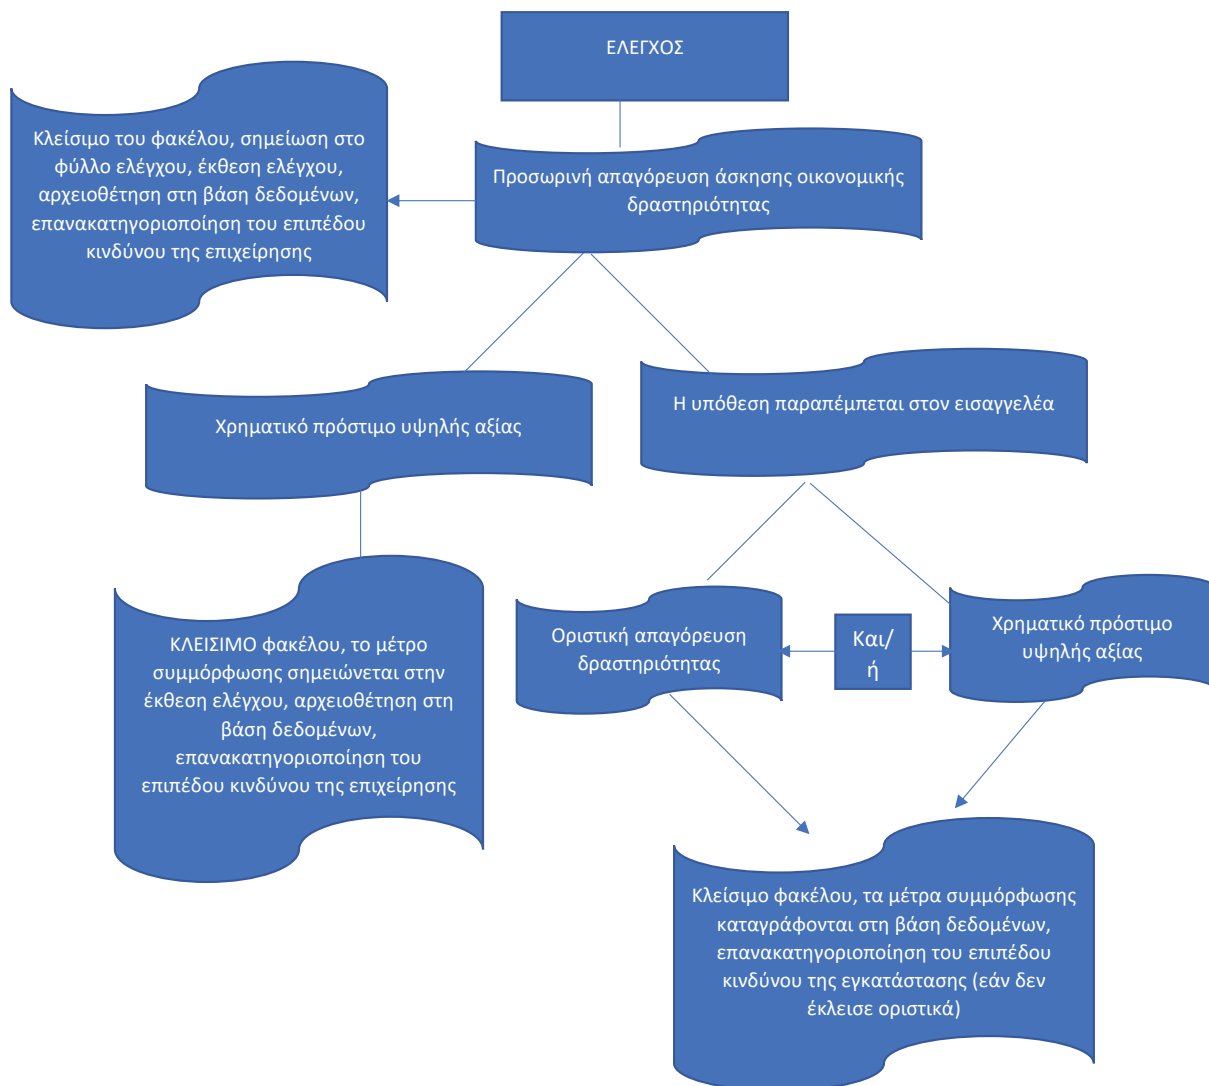 ΕΛΕΓΧΟΣ
Κλείσιμο του φακέλου, σημείωση στο
φύλλο ελέγχου, έκθεση ελέγχου,
αρχειοθέτηση στη βάση δεδομένων,
επανακατηγοριοποίηση του επιπέδου
κινδύνου της επιχείρησης
Προσωρινή απαγόρευση άσκησης οικονομικής
δραστηριότητας
Χρηματικό πρόστιμο υψηλής αξίας
Η υπόθεση παραπέμπεται στον εισαγγελέα
ΚΛΕΙΣΙΜΟ φακέλου, το μέτρο
συμμόρφωσης σημειώνεται στην
έκθεση ελέγχου, αρχειοθέτηση στη
βάση δεδομένων,
επανακατηγοριοποίηση του
επιπέδου κινδύνου της επιχείρησης
Οριστική απαγόρευση
δραστηριότητας
Και/
ή
Χρηματικό πρόστιμο
υψηλής αξίας
Κλείσιμο φακέλου, τα μέτρα συμμόρφωσης
καταγράφονται στη βάση δεδομένων,
επανακατηγοριοποίηση του επιπέδου
κινδύνου της εγκατάστασης (εάν δεν
έκλεισε οριστικά)